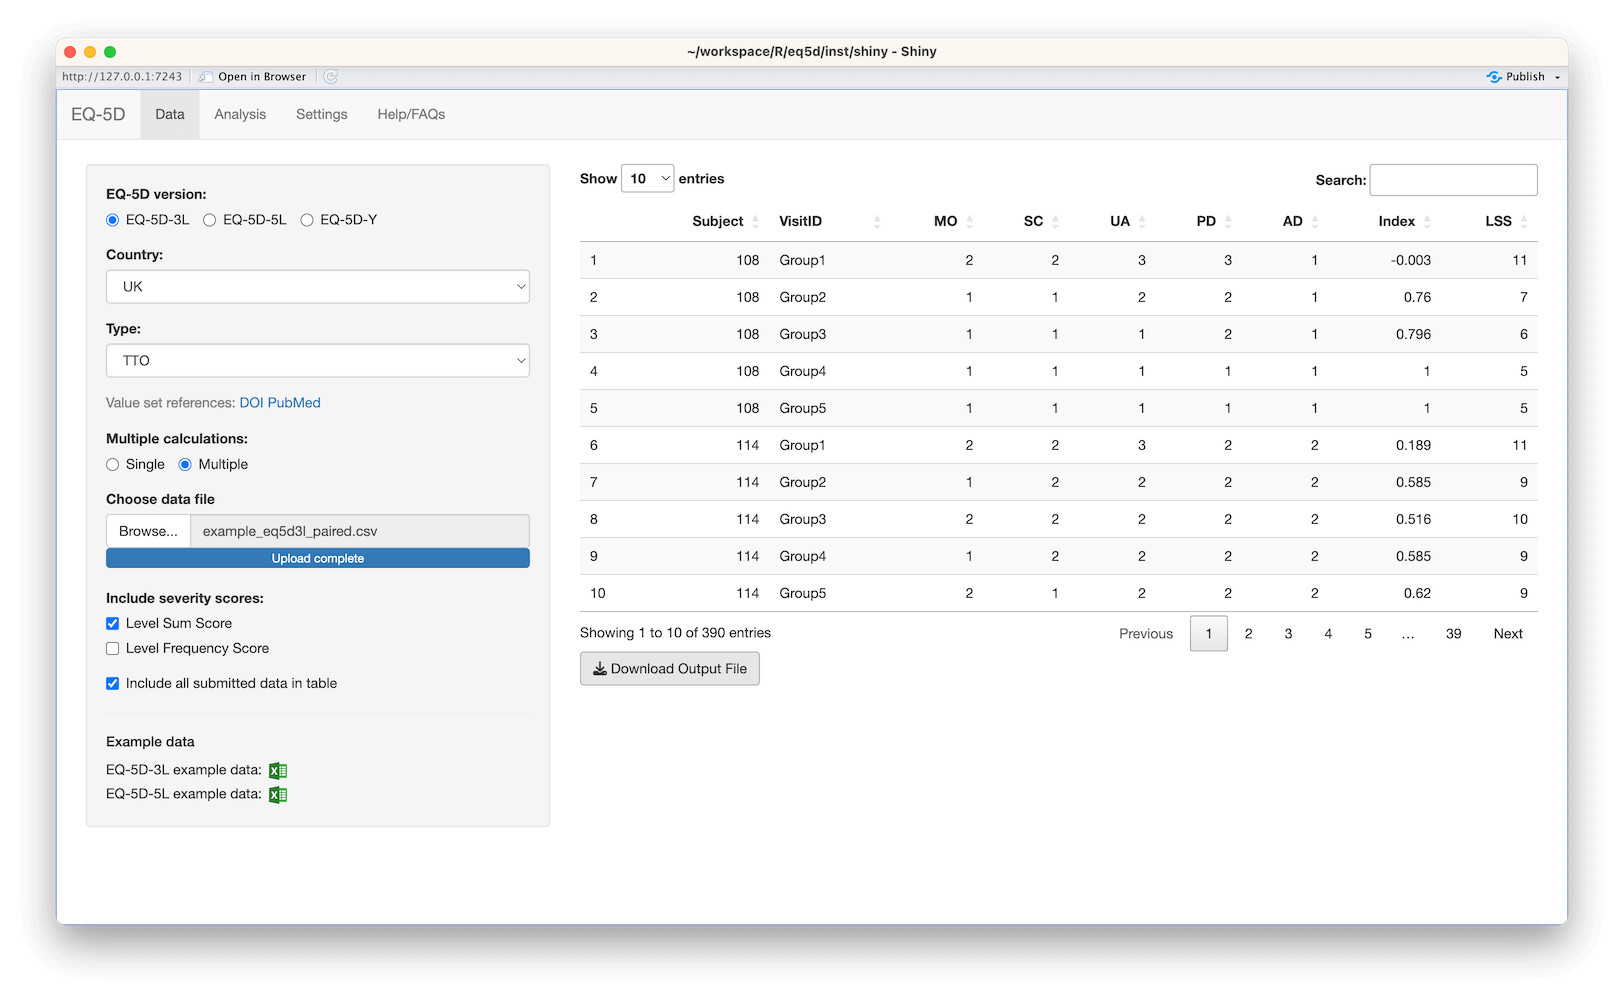 ~/workspace/R/eq5d/inst/shiny - Shiny
http://127.0.0.1:7243 Open in Browser Publish
EQ-5D Data Analysis Settings Help/FAQs
EQ-5D version:
EQ-5D-3L EQ-5D-5L EQ-5D-Y
Country:
UK
Type:
TTO
Value set references: DOI PubMed
Multiple calculations:
Single Multiple
Choose data file
Browse... example_eq5d3l_paired.csv
Upload complete
Include severity scores:
Level Sum Score
Level Frequency Score
Include all submitted data in table
Example data
EQ-5D-3L example data:
EQ-5D-5L example data:
Show 10 entries
Search:
Subject VisitID MO SC UA PD AD Index LSS
1 108 Group1 2 2 3 3 1 -0.003 11
2 108 Group2 1 1 2 2 1 0.76 7
3 108 Group3 1 1 1 2 1 0.796 6
4 108 Group4 1 1 1 1 1 1 5
5 108 Group5 1 1 1 1 1 1 5
6 114 Group1 2 2 3 2 2 0.189 11
7 114 Group2 1 2 2 2 2 0.585 9
8 114 Group3 2 2 2 2 2 0.516 10
9 114 Group4 1 2 2 2 2 0.585 9
10 114 Group5 2 1 2 2 2 0.62 9
Showing 1 to 10 of 390 entries
Previous 1 2 3 4 5 … 39 Next
Download Output File